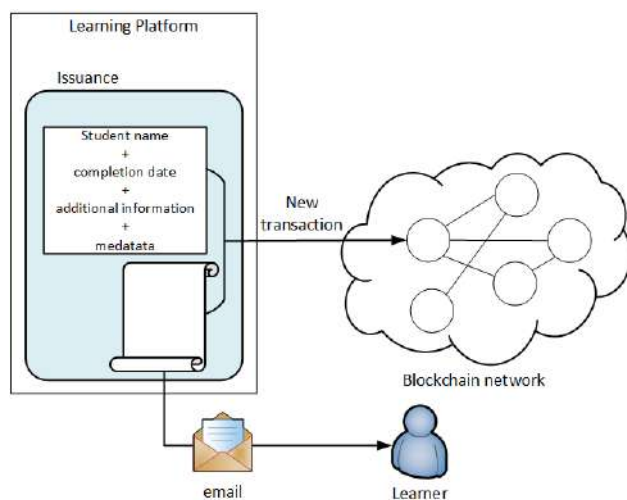 Learning Platform
Issuance
Student name
+
completion date
+
additional information
+
medatata
New
transaction
Blockchain network
email
Learner